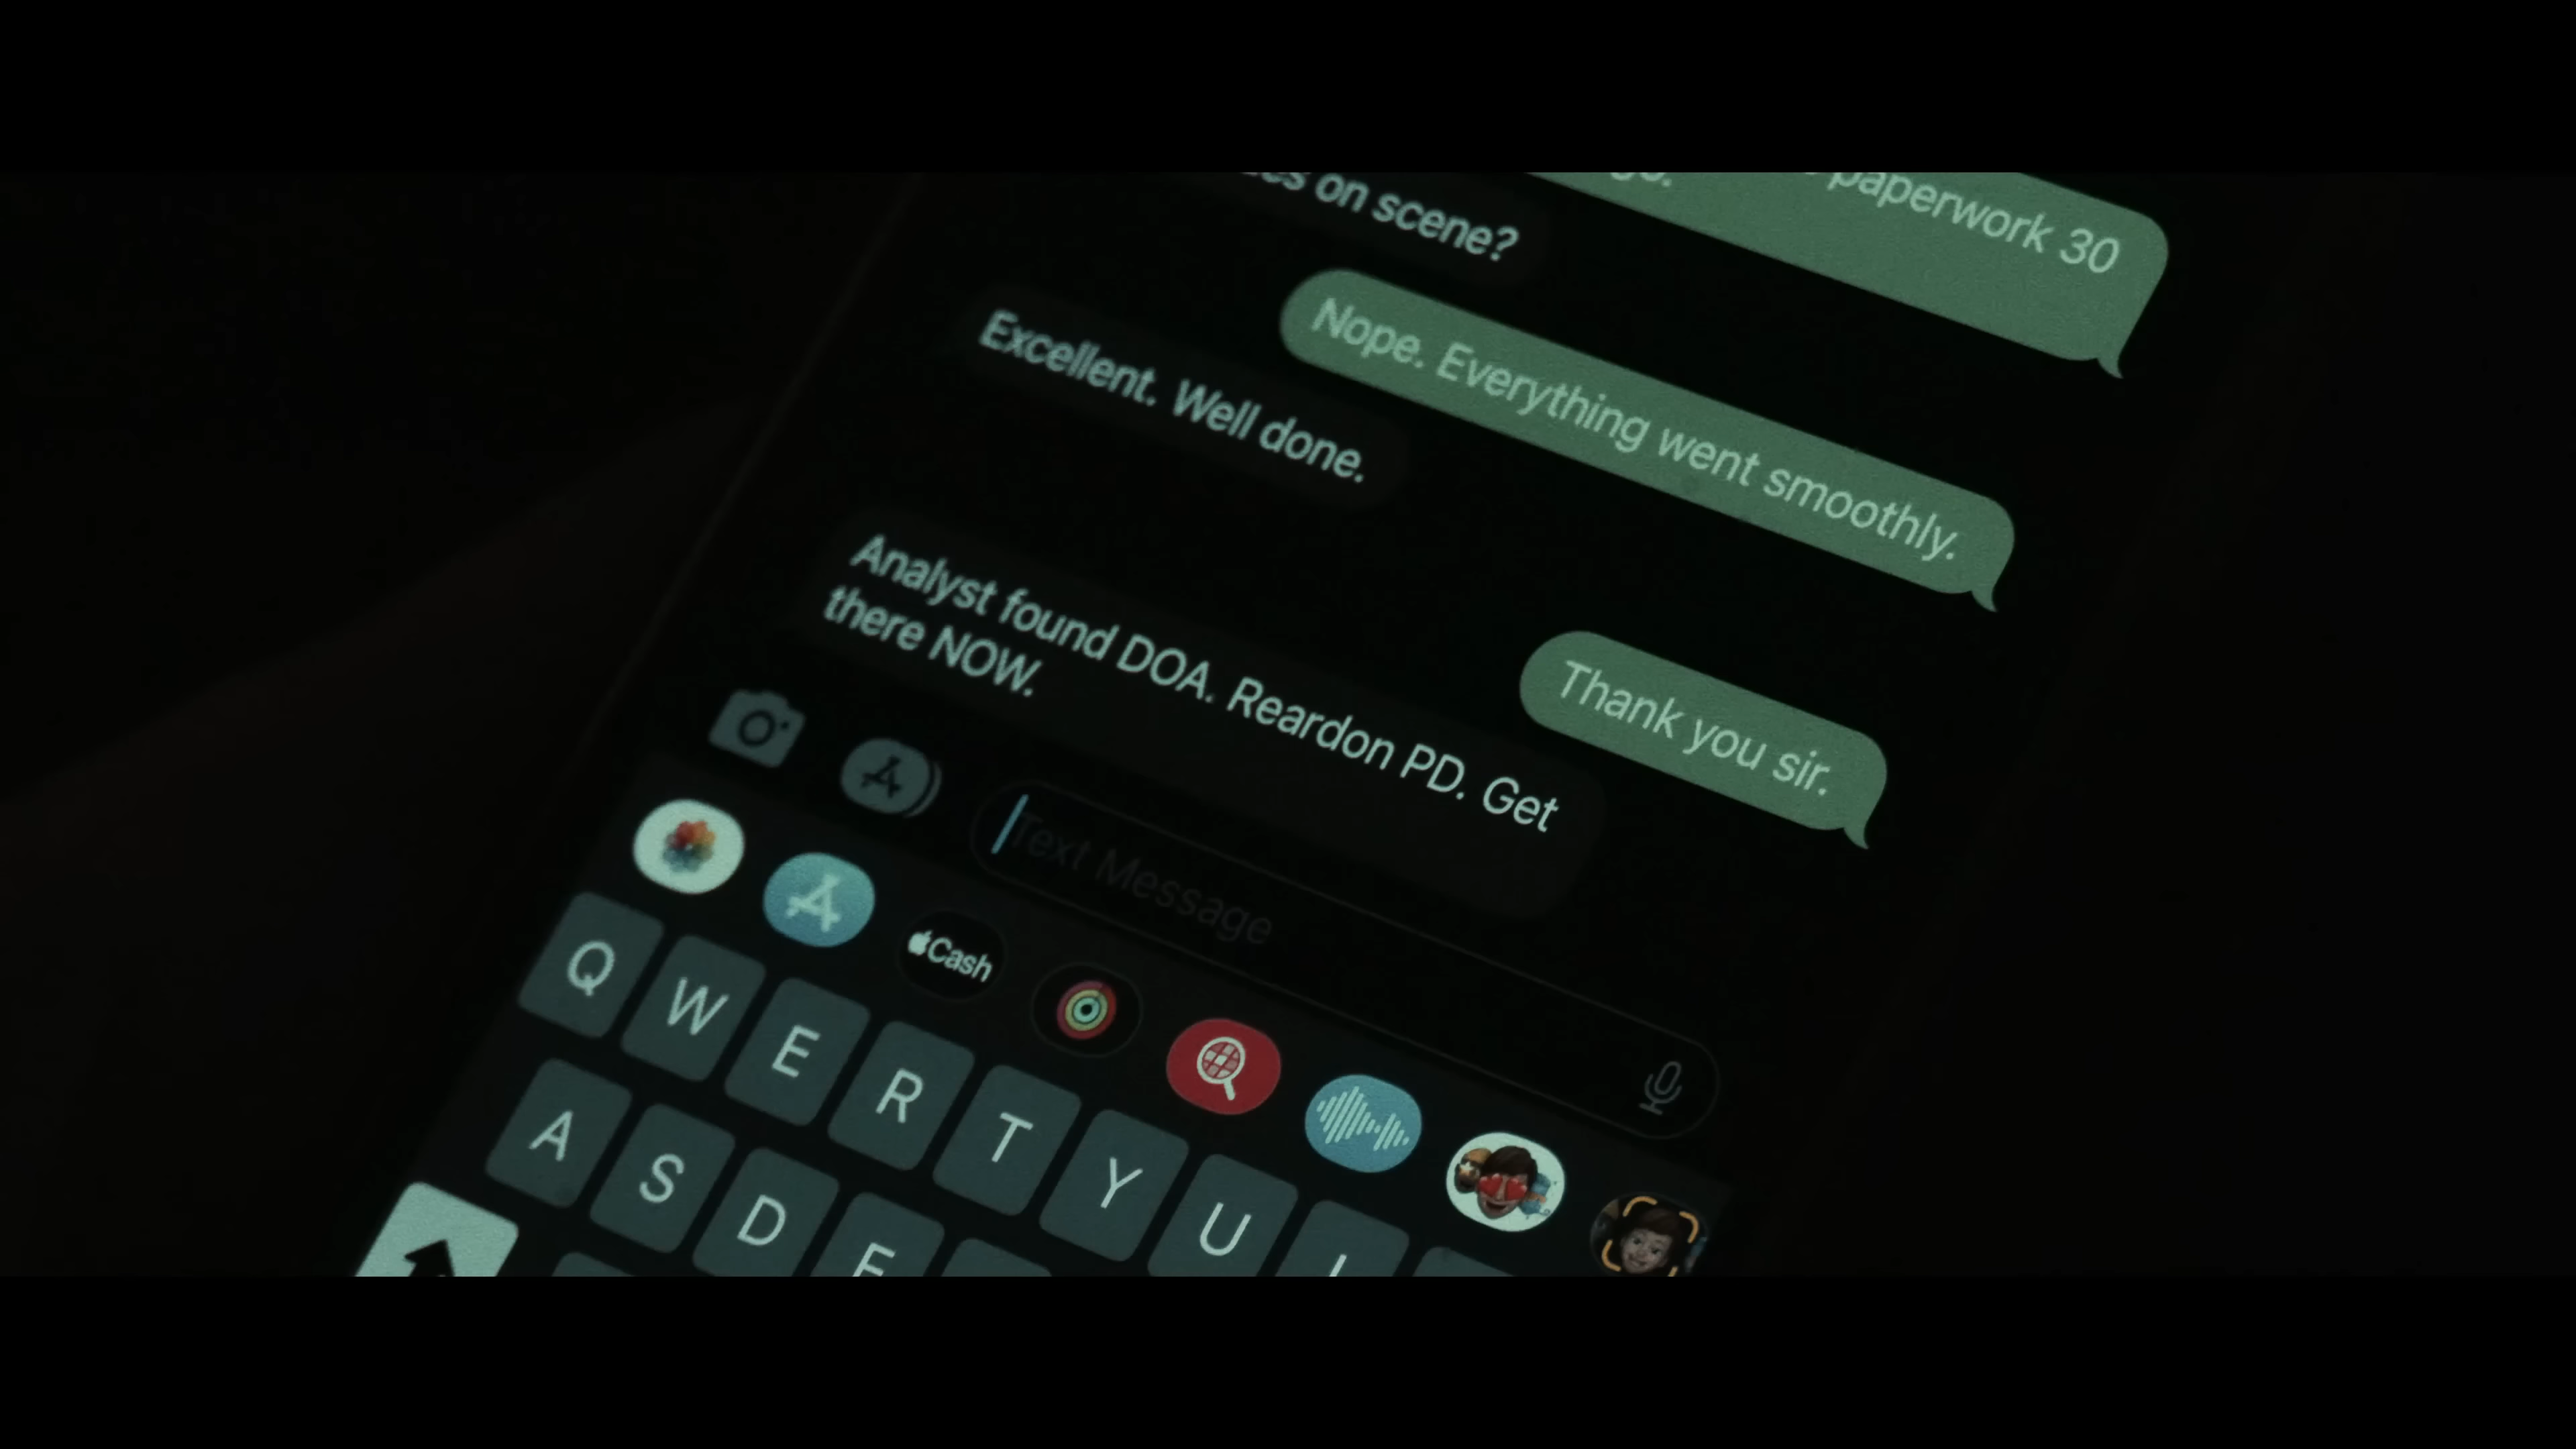 paperwork 30
on scene?
Nope. Everything went smoothly.
Excellent. Well done.
Thank you sir.
Analyst found DOA. Reardon PD. Get
there NOW.
Text Message
Cash
Q W E R T Y U
A S D F